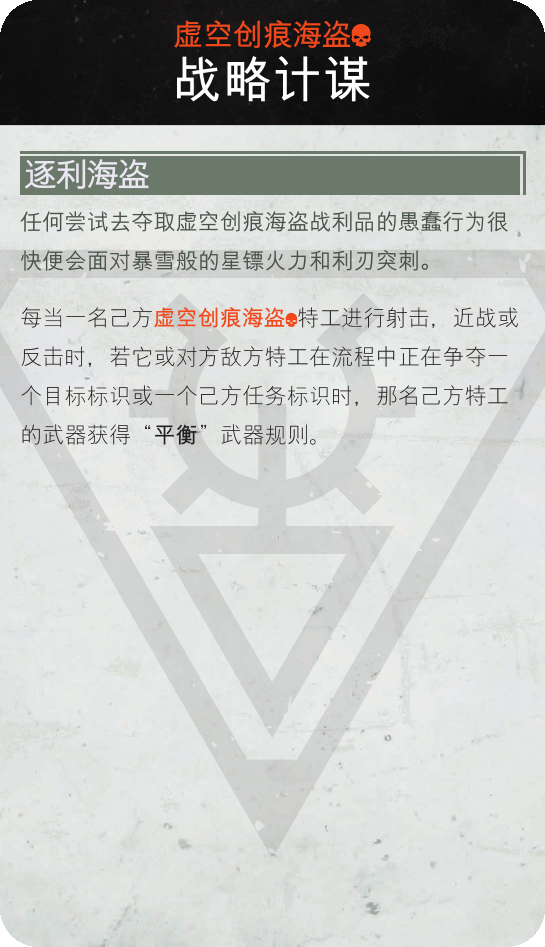 虚空创痕海盗
战略计谋
逐利海盗
任何尝试去夺取虚空创痕海盗战利品的愚蠢行为很
快便会面对暴雪般的星镖火力和利刃突刺。
每当一名己方虚空创痕海盗特工进行射击，近战或
反击时，若它或对方敌方特工在流程中正在争夺一
个目标标识或一个己方任务标识时，那名己方特工
的武器获得“平衡”武器规则。